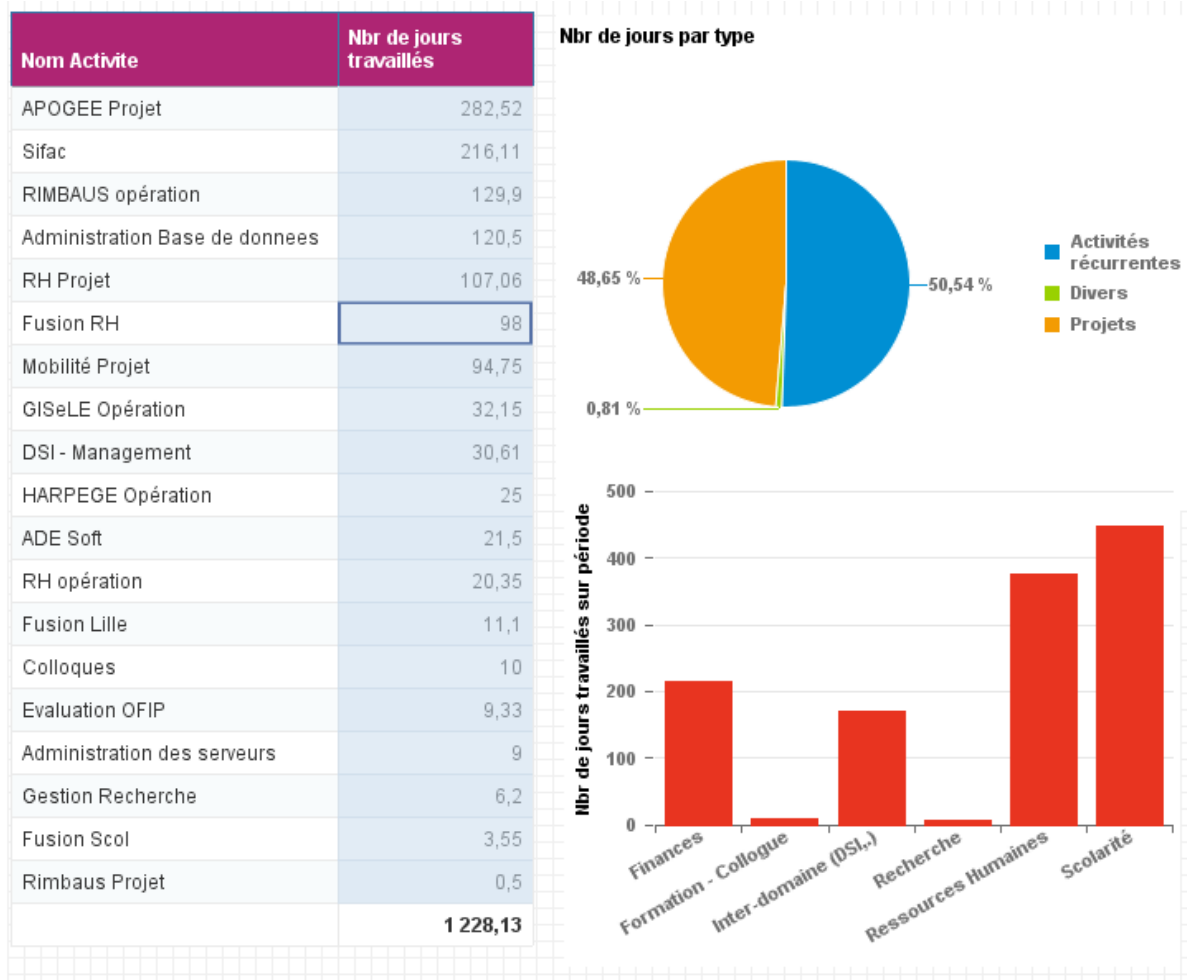 Nom Activite Nbr de jours travaillés
APOGEE Projet 282,52
Sifac 216,11
RIMBAUS opération 129,9
Administration Base de donnees 120,5
RH Projet 107,06
Fusion RH 98
Mobilité Projet 94,75
GISeLE Opération 32,15
DSI - Management 30,61
HARPEGE Opération 25
ADE Soft 21,5
RH opération 20,35
Fusion Lille 11,1
Colloques 10
Evaluation OFIP 9,33
Administration des serveurs 9
Gestion Recherche 6,2
Fusion Scol 3,55
Rimbaus Projet 0,5
1 228,13
Nbr de jours par type
48,65 %
50,54 %
0,81 %
Activités
récurrentes
Divers
Projets
Nbr de jours travaillés sur période
500
400
300
200
100
0
Finances
Formation - Collogue
Inter-domaine (DSI,.)
Recherche
Ressources Humaines
Scolarité